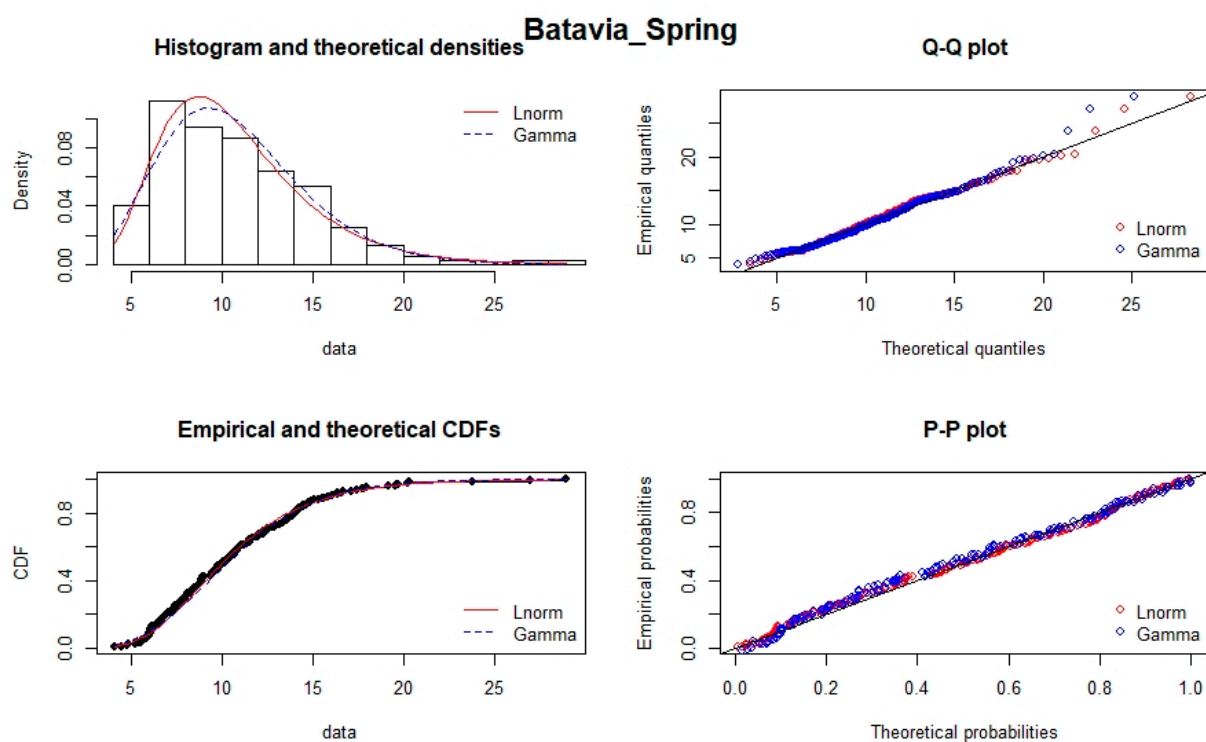 Batavia_Spring
Histogram and theoretical densities
Density
0.00 0.04 0.08
Lnorm
Gamma
5 10 15 20 25
data
Q-Q plot
Empirical quantiles
5 10 20
Lnorm
Gamma
5 10 15 20 25
Theoretical quantiles
Empirical and theoretical CDFs
CDF
0.0 0.4 0.8
Lnorm
Gamma
5 10 15 20 25
data
P-P plot
Empirical probabilities
0.0 0.4 0.8
Lnorm
Gamma
0.0 0.2 0.4 0.6 0.8 1.0
Theoretical probabilities